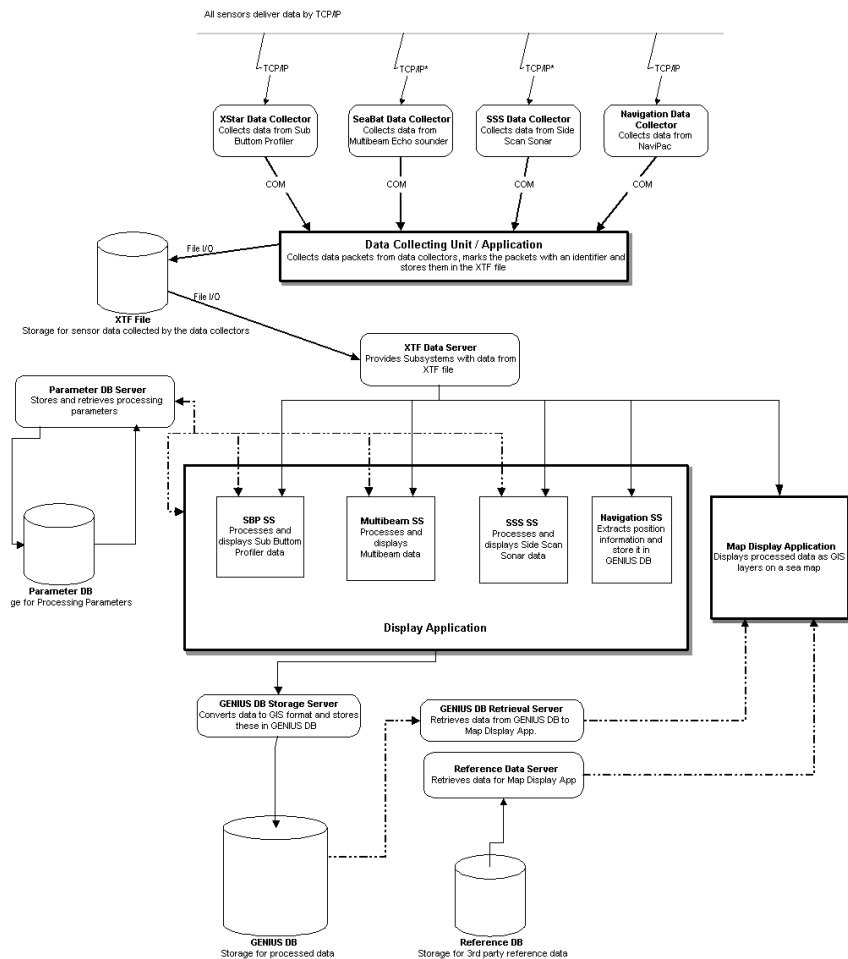 All sensors deliver data by TCP/IP
TCP/IP
TCP/IP*
TCP/IP*
TCP/IP
XStar Data Collector
Collects data from Sub
Buttom Profiler
SeaBat Data Collector
Collects data from
Multibeam Echo sounder
SSS Data Collector
Collects data from Side
Scan Sonar
Navigation Data
Collector
Collects data from
NaviPac
COM
COM
COM
COM
Data Collecting Unit / Application
Collects data packets from data collectors, marks the packets with an identifier and
stores them in the XTF file
File I/O
File I/O
XTF File
Storage for sensor data collected by the data collectors
XTF Data Server
Provides Subsystems with data from
XTF file
Parameter DB Server
Stores and retrieves processing
parameters
Parameter DB
ge for Processing Parameters
SBP SS
Processes and
displays Sub Buttom
Profiler data
Multibeam SS
Processes and
displays
Multibeam data
SSS SS
Processes and
displays Side Scan
Sonar data
Navigation SS
Extracts position
information and
store it in
GENIUS DB
Display Application
Map Display Application
Displays processed data as GIS
layers on a sea map
GENIUS DB Storage Server
Converts data to GIS format and stores
these in GENIUS DB
GENIUS DB Retrieval Server
Retrieves data from GENIUS DB to
Map Display App.
Reference Data Server
Retrieves data for Map Display App
GENIUS DB
Storage for processed data
Reference DB
Storage for 3rd party reference data